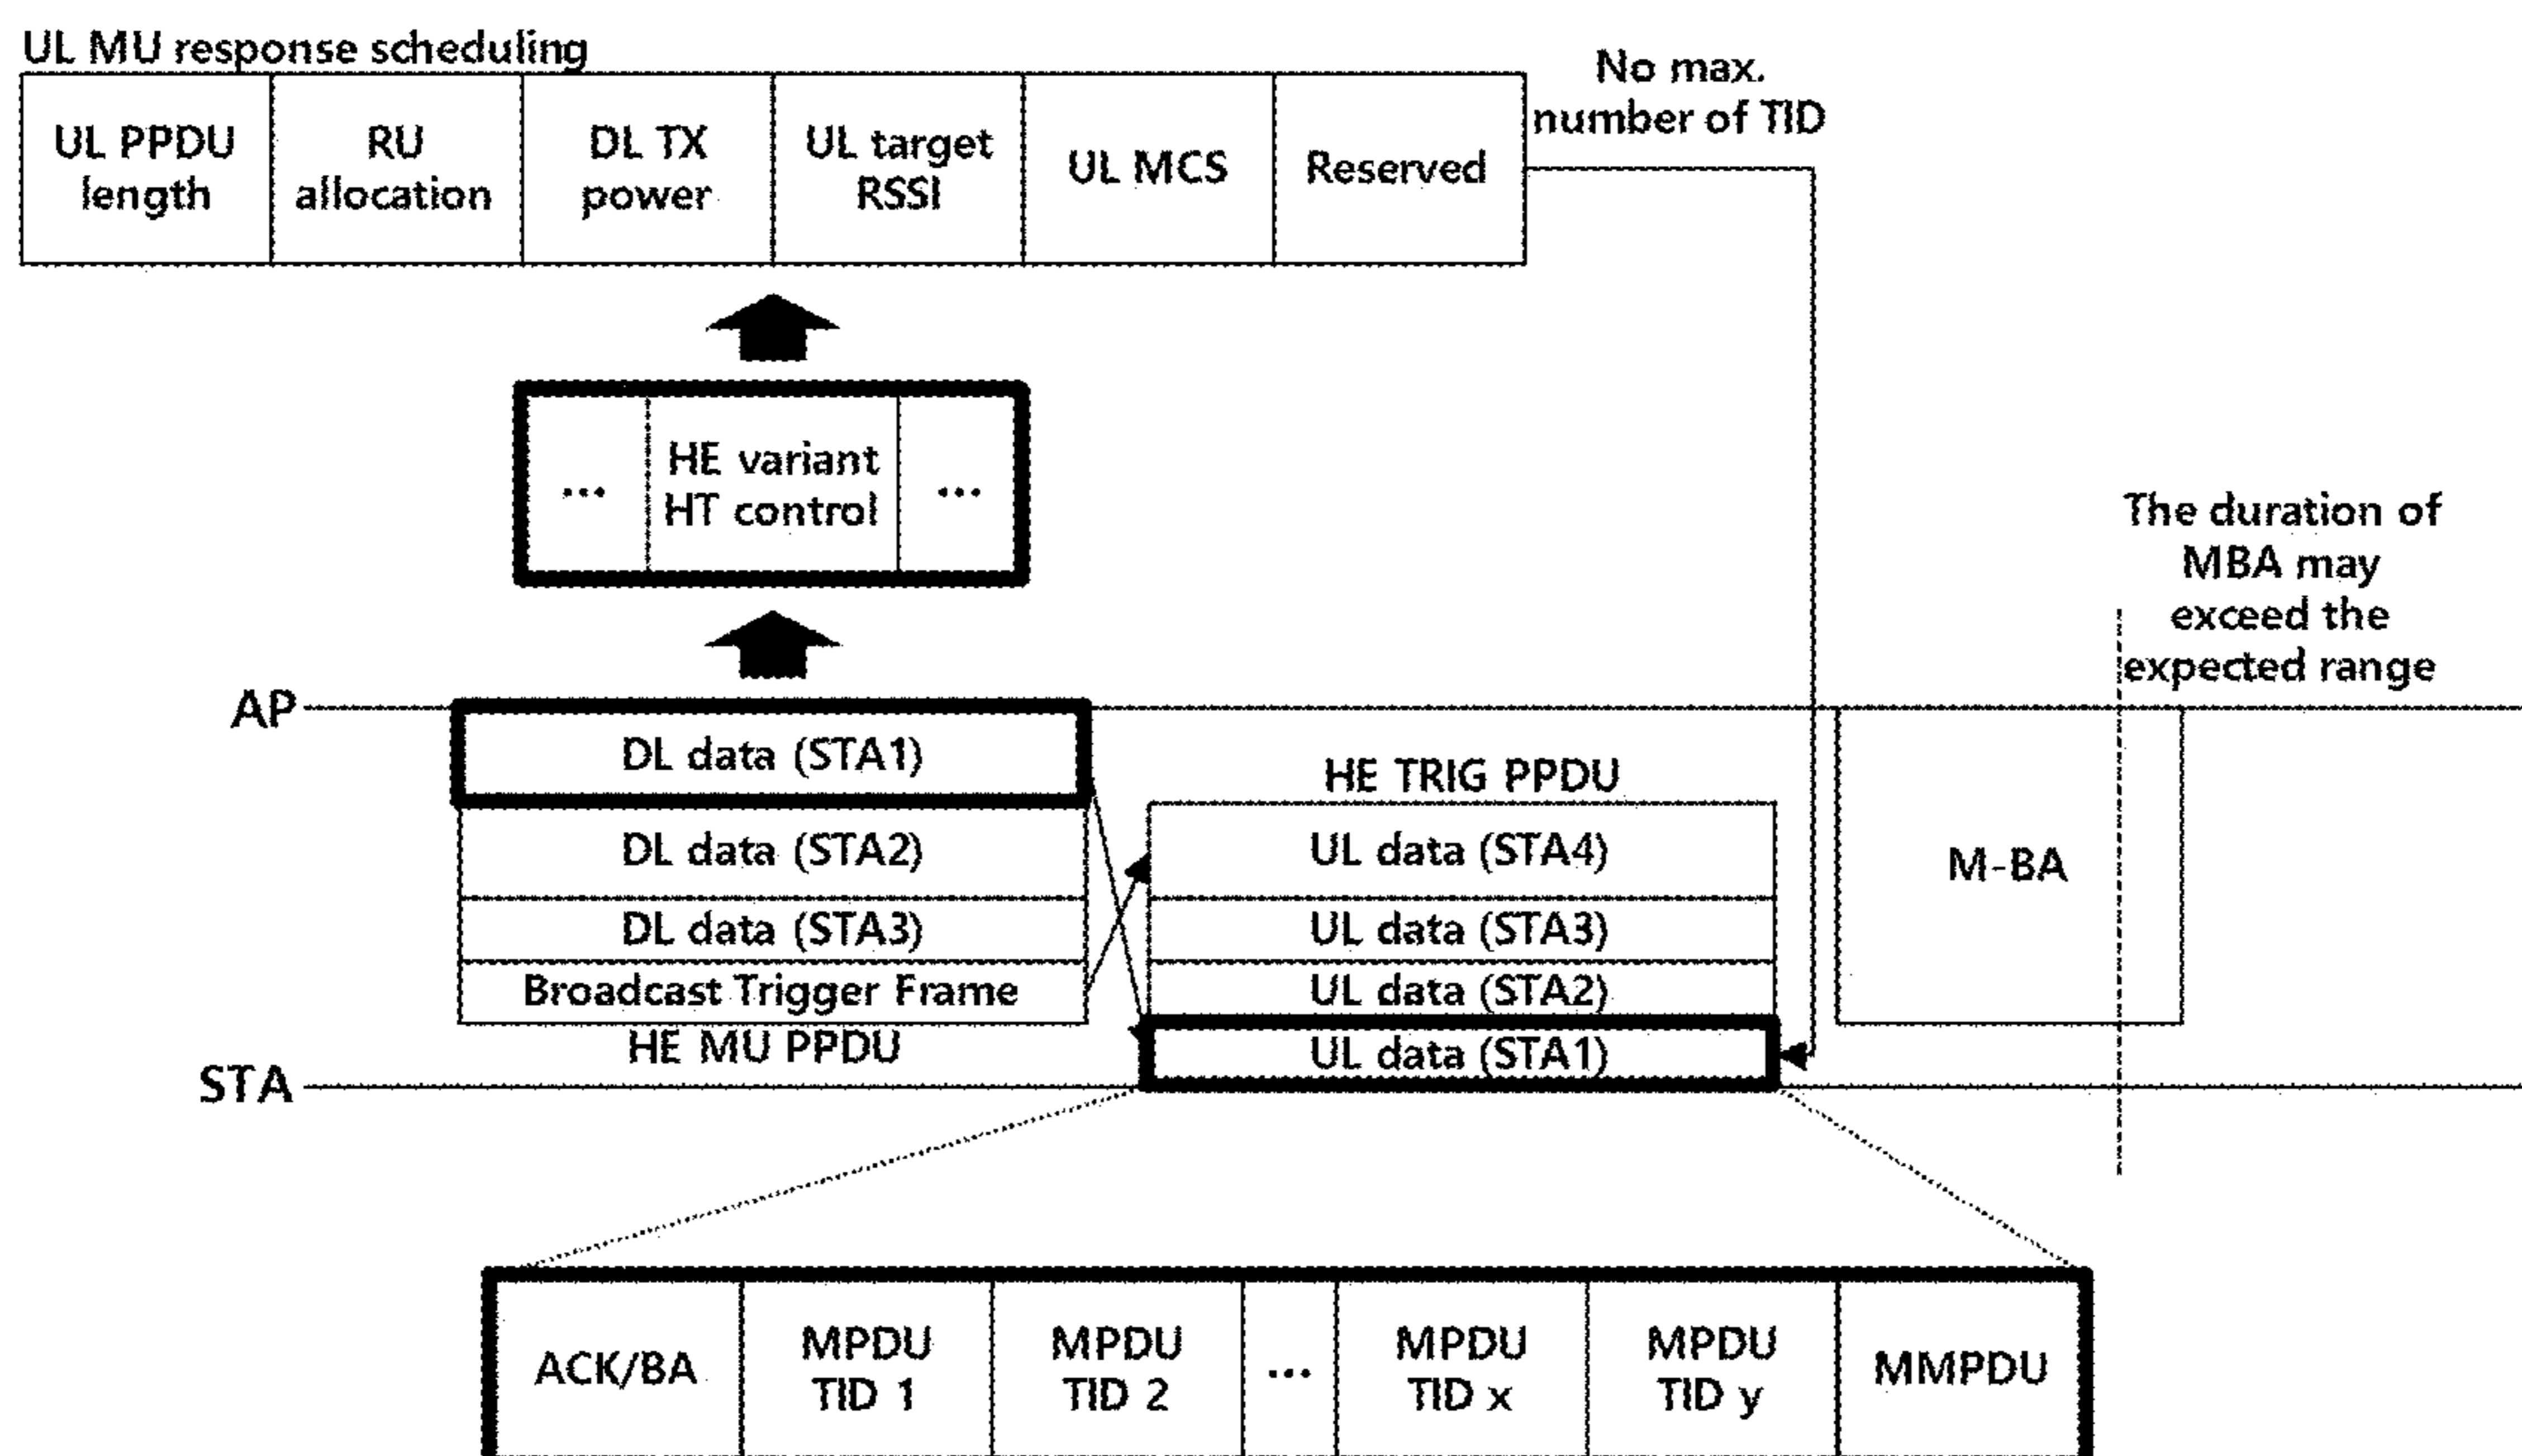 UL MU response scheduling
No max.
number of TID
UL PPDU
length
RU
allocation
DL TX
power
UL target
RSSI
UL MCS
Reserved
...
HE variant
HT control
...
The duration of
MBA may
exceed the
expected range
AP
DL data (STA1)
DL data (STA2)
DL data (STA3)
Broadcast Trigger Frame
HE MU PPDU
HE TRIG PPDU
UL data (STA4)
UL data (STA3)
UL data (STA2)
UL data (STA1)
M-BA
STA
ACK/BA
MPDU
TID 1
MPDU
TID 2
...
MPDU
TID x
MPDU
TID y
MMPDU